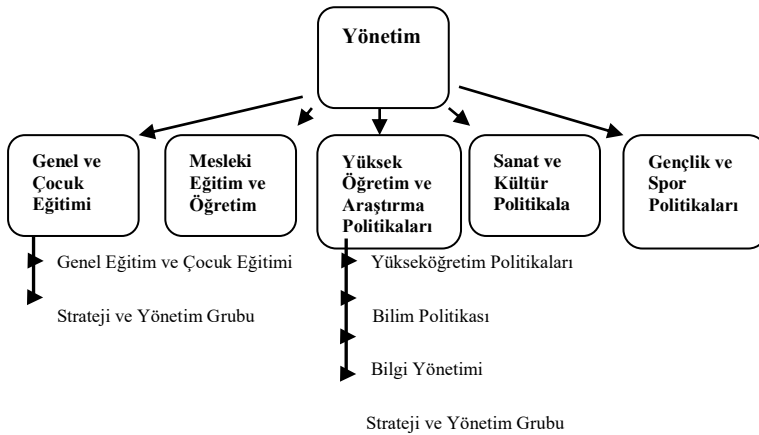 Yönetim
Genel ve
Çocuk
Eğitimi
Mesleki
Eğitim ve
Öğretim
Yüksek
Öğretim ve
Araştırma
Politikaları
Sanat ve
Kültür
Politikala
Gençlik ve
Spor
Politikaları
Genel Eğitim ve Çocuk Eğitimi
Strateji ve Yönetim Grubu
Yükseköğretim Politikaları
Bilim Politikası
Bilgi Yönetimi
Strateji ve Yönetim Grubu